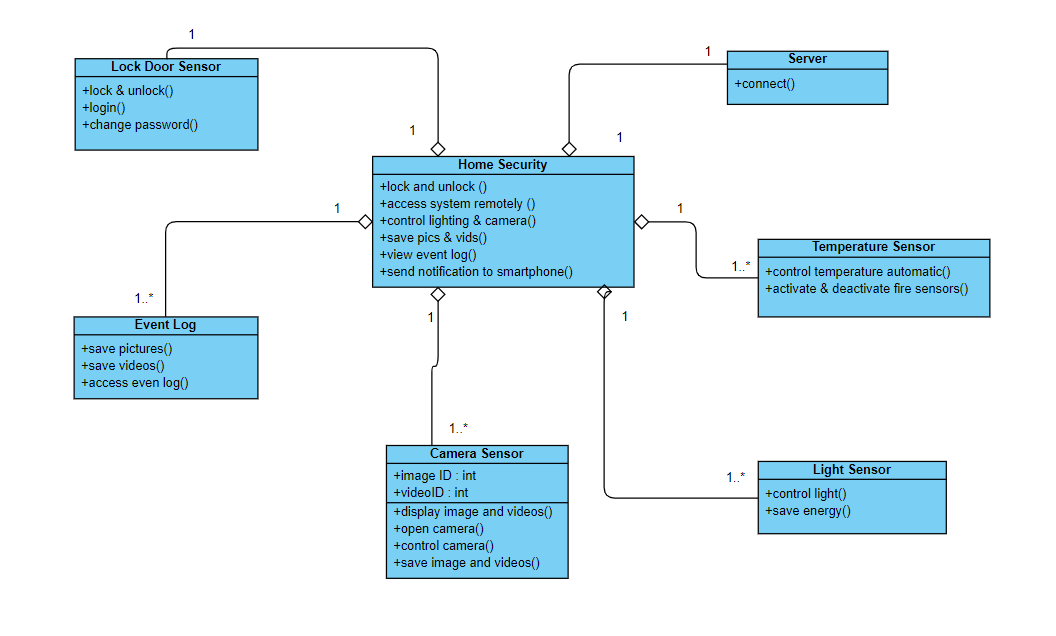 1
Lock Door Sensor
+lock & unlock()
+login()
+change password()
1
1
Server
+connect()
1
Home Security
+lock and unlock ()
+access system remotely ()
+control lighting & camera()
+save pics & vids()
+view event log()
+send notification to smartphone()
1
1..*
Event Log
+save pictures()
+save videos()
+access even log()
1
1..*
Temperature Sensor
+control temperature automatic()
+activate & deactivate fire sensors()
1
1..*
Camera Sensor
+image ID : int
+videoID : int
+display image and videos()
+open camera()
+control camera()
+save image and videos()
1
1..*
Light Sensor
+control light()
+save energy()